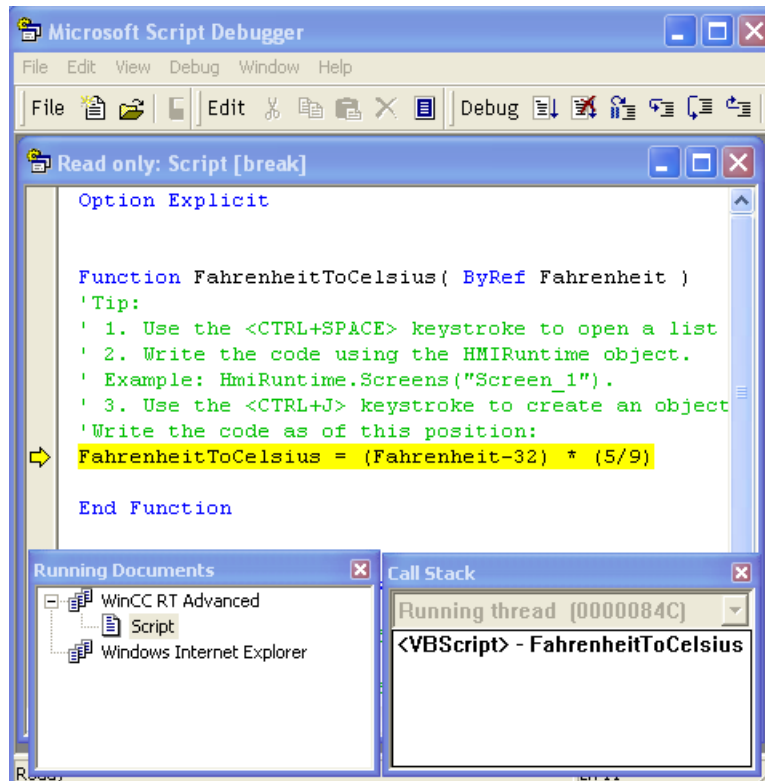 Microsoft Script Debugger
File Edit View Debug Window Help
File Edit Debug
Read only: Script [break]
Option Explicit
Function FahrenheitToCelsius( ByRef Fahrenheit )
'Tip:
' 1. Use the <CTRL+SPACE> keystroke to open a list
' 2. Write the code using the HMIRuntime object.
' Example: HmiRuntime.Screens("Screen_1").
' 3. Use the <CTRL+J> keystroke to create an object
'Write the code as of this position:
FahrenheitToCelsius = (Fahrenheit-32) * (5/9)
End Function
Running Documents
WinCC RT Advanced
Script
Windows Internet Explorer
Call Stack
Running thread (0000084C)
<VBScript> - FahrenheitToCelsius